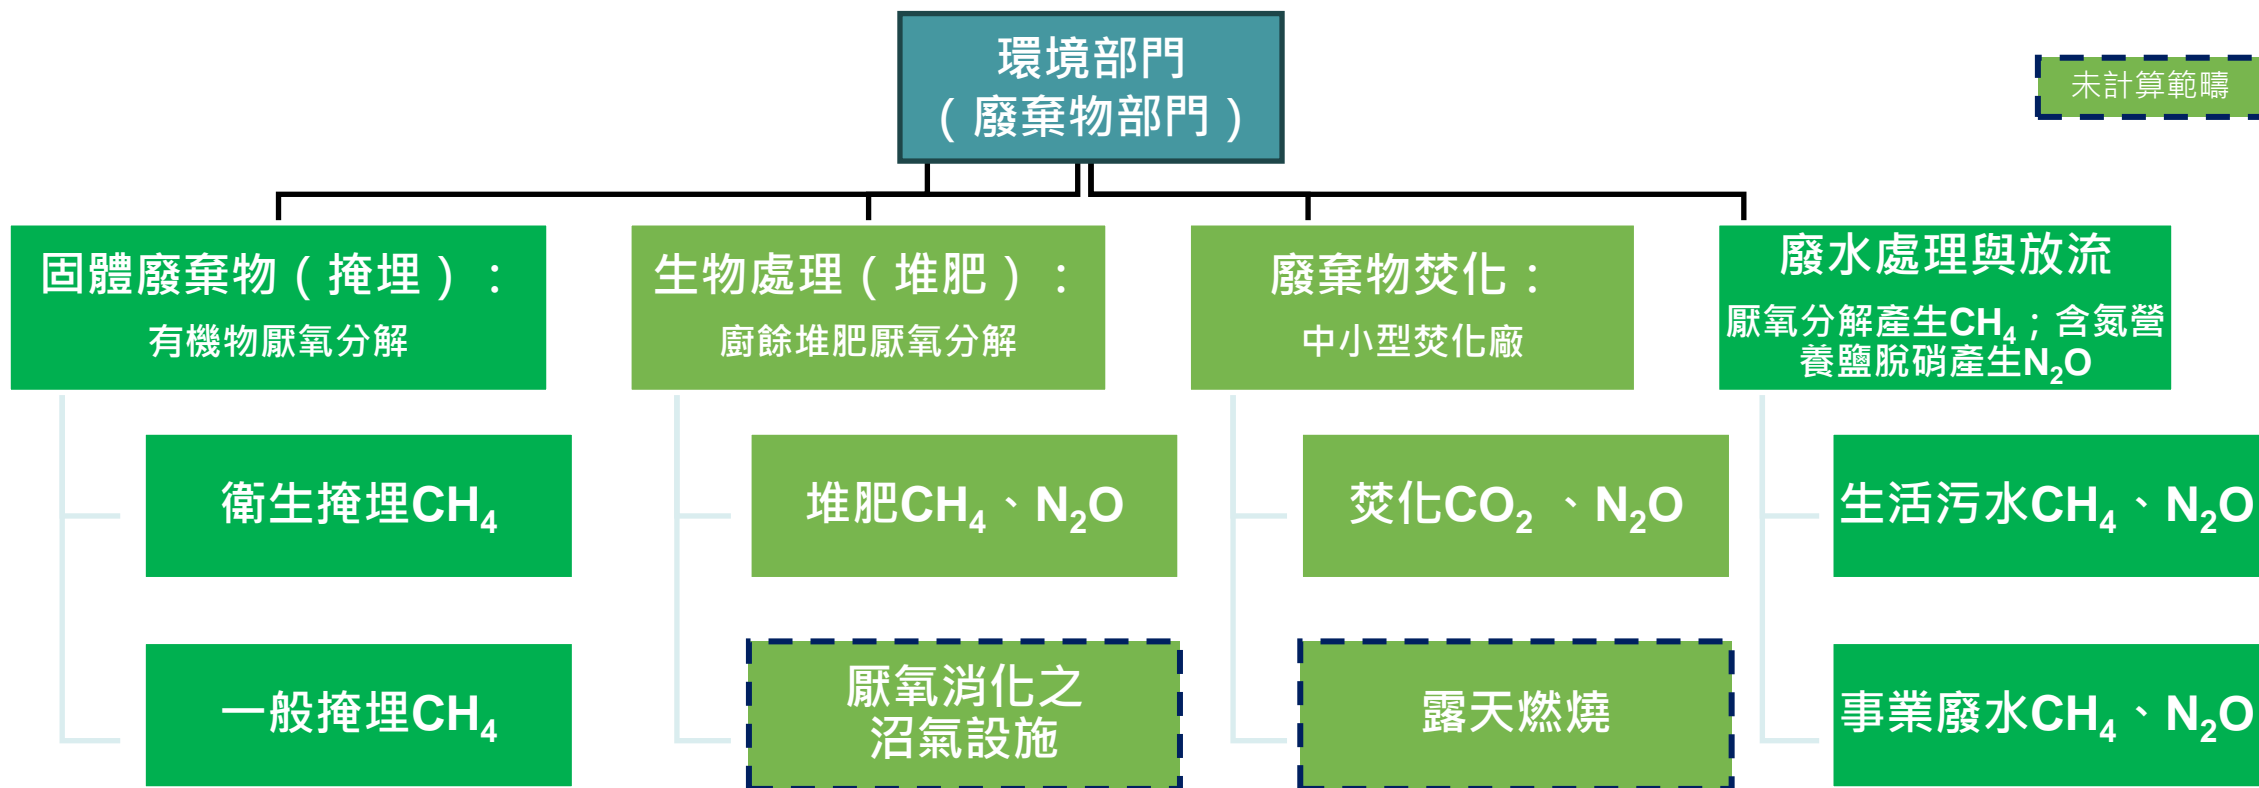 環境部門
（廢棄物部門）
未計算範疇
固體廢棄物（掩埋）：
有機物厭氧分解
生物處理（堆肥）：
廚餘堆肥厭氧分解
廢棄物焚化：
中小型焚化廠
廢水處理與放流
厭氧分解產生CH₄；含氮營
養鹽脫硝產生N₂O
衛生掩埋CH₄
堆肥CH₄、N₂O
焚化CO₂、N₂O
生活污水CH₄、N₂O
一般掩埋CH₄
厭氧消化之
沼氣設施
露天燃燒
事業廢水CH₄、N₂O